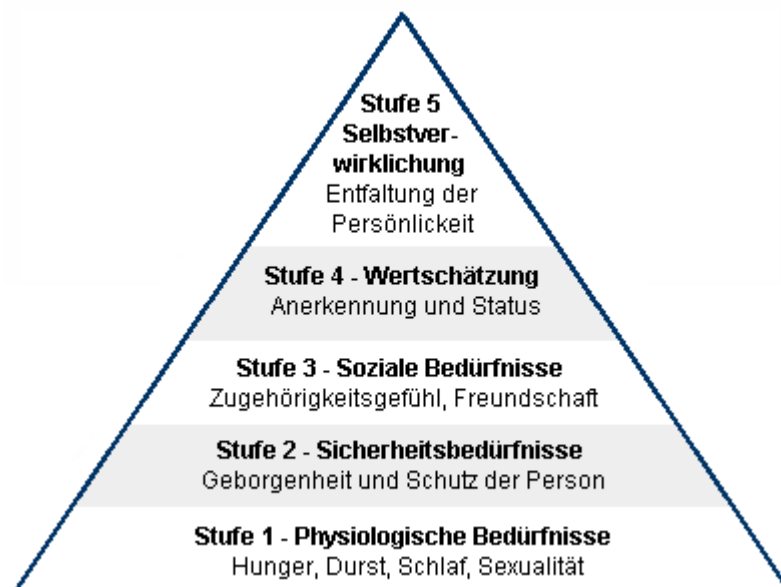 Stufe 5
Selbstver-
wirklichung
Entfaltung der
Persönlickeit
Stufe 4 - Wertschätzung
Anerkennung und Status
Stufe 3 - Soziale Bedürfnisse
Zugehörigkeitsgefühl, Freundschaft
Stufe 2 - Sicherheitsbedürfnisse
Geborgenheit und Schutz der Person
Stufe 1 - Physiologische Bedürfnisse
Hunger, Durst, Schlaf, Sexualität